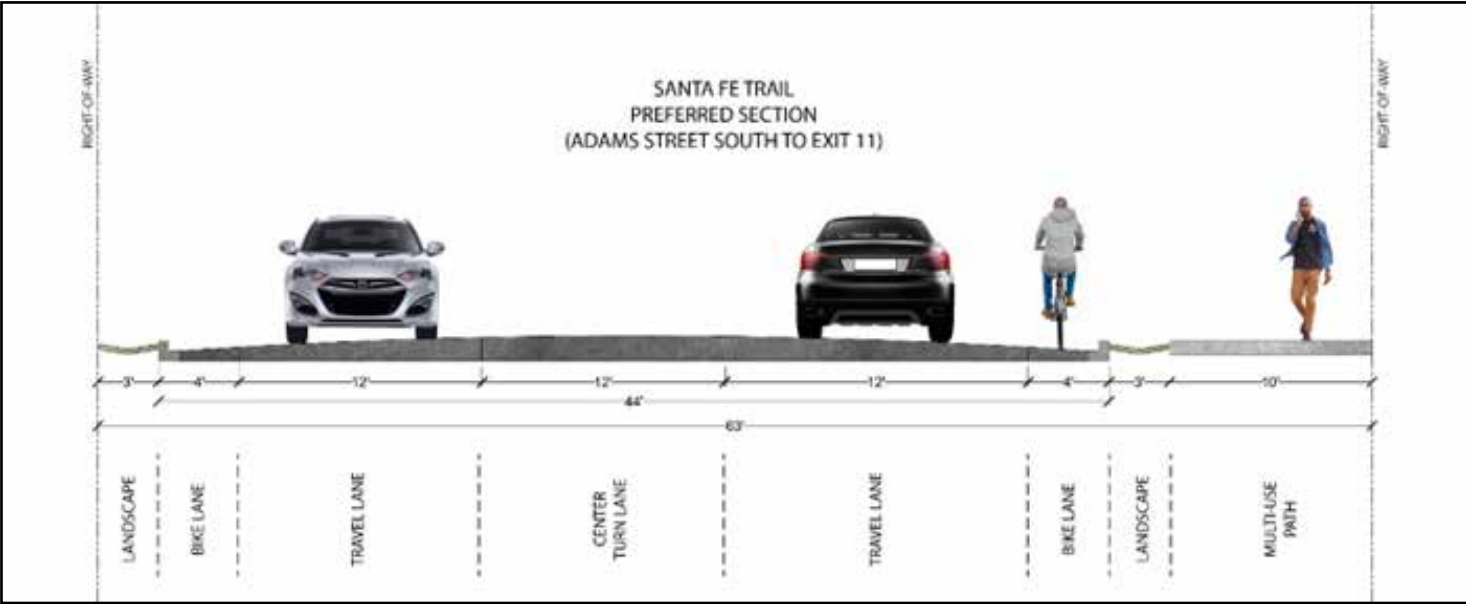 RIGHT-OF-WAY
SANTA FE TRAIL
PREFERRED SECTION
(ADAMS STREET SOUTH TO EXIT 11)
RIGHT-OF-WAY
3'
4'
12'
12'
12'
4'
3'
10'
44'
63'
LANDSCAPE
BIKE LANE
TRAVEL LANE
CENTER
TURN LANE
TRAVEL LANE
BIKE LANE
LANDSCAPE
MULTI-USE
PATH